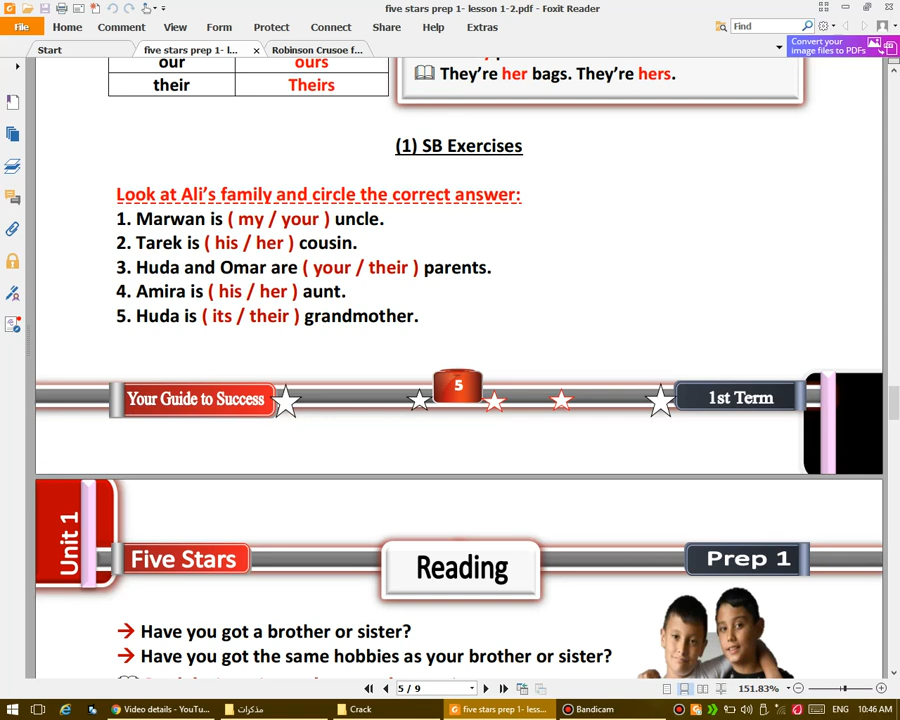 five stars prep 1- lesson 1-2.pdf - Foxit Reader
File Home Comment View Form Protect Connect Share Help Extras Find
Convert your
image files to PDFs
Start five stars prep 1- l... Robinson Crusoe f...
our ours
their Theirs
They're her bags. They're hers.
(1) SB Exercises
Look at Ali's family and circle the correct answer:
1. Marwan is ( my / your ) uncle.
2. Tarek is ( his / her ) cousin.
3. Huda and Omar are ( your / their ) parents.
4. Amira is ( his / her ) aunt.
5. Huda is ( its / their ) grandmother.
Your Guide to Success 5 1st Term
Unit 1
Five Stars Reading Prep 1
Have you got a brother or sister?
Have you got the same hobbies as your brother or sister?
5 / 9 151.83%
Video details - YouTu... مذكرات Crack five stars prep 1- less... Bandicam ENG 10:46 AM